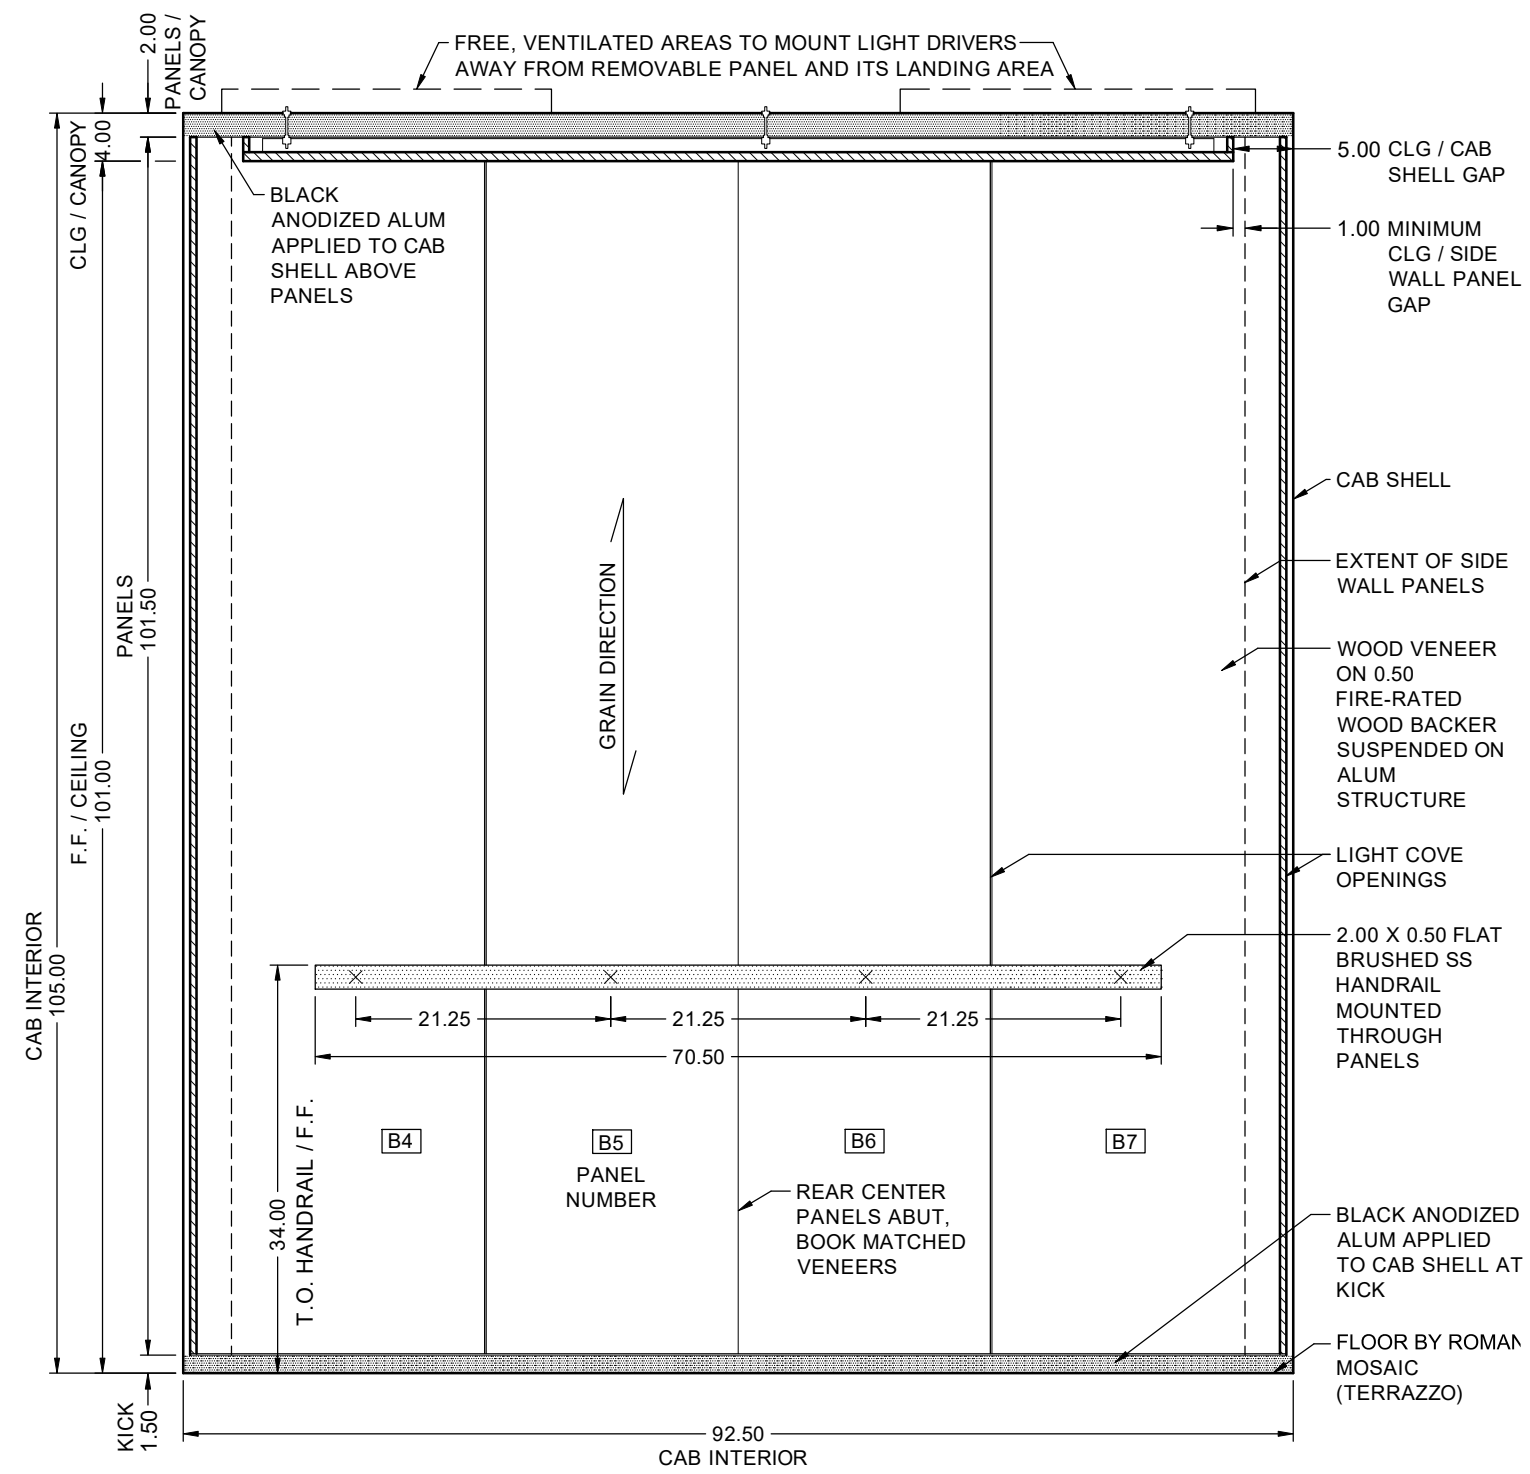 2.00
PANELS /
CANOPY
FREE, VENTILATED AREAS TO MOUNT LIGHT DRIVERS
AWAY FROM REMOVABLE PANEL AND ITS LANDING AREA
CLG / CANOPY
4.00
5.00 CLG / CAB
SHELL GAP
BLACK
ANODIZED ALUM
APPLIED TO CAB
SHELL ABOVE
PANELS
1.00 MINIMUM
CLG / SIDE
WALL PANEL
GAP
CAB SHELL
EXTENT OF SIDE
WALL PANELS
PANELS
101.50
GRAIN DIRECTION
WOOD VENEER
ON 0.50
FIRE-RATED
WOOD BACKER
SUSPENDED ON
ALUM
STRUCTURE
F.F. / CEILING
101.00
LIGHT COVE
OPENINGS
CAB INTERIOR
105.00
2.00 X 0.50 FLAT
BRUSHED SS
HANDRAIL
MOUNTED
THROUGH
PANELS
21.25
21.25
21.25
70.50
34.00
T.O. HANDRAIL / F.F.
B4
B5
B6
B7
PANEL
NUMBER
REAR CENTER
PANELS ABUT,
BOOK MATCHED
VENEERS
BLACK ANODIZED
ALUM APPLIED
TO CAB SHELL AT
KICK
FLOOR BY ROMAN
MOSAIC
(TERRAZZO)
KICK
1.50
92.50
CAB INTERIOR